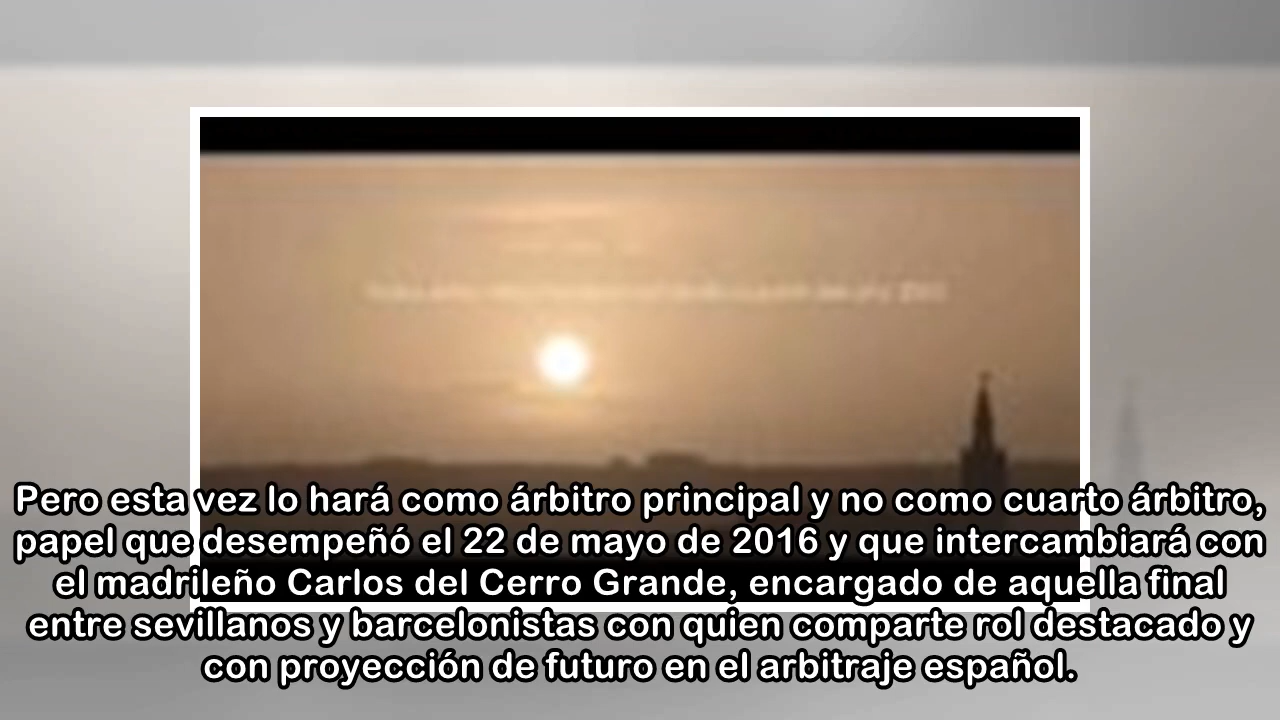 Pero esta vez lo hará como árbitro principal y no como cuarto árbitro,
papel que desempeñó el 22 de mayo de 2016 y que intercambiará con
el madrileño Carlos del Cerro Grande, encargado de aquella final
entre sevillanos y barcelonistas con quien comparte rol destacado y
con proyección de futuro en el arbitraje español.